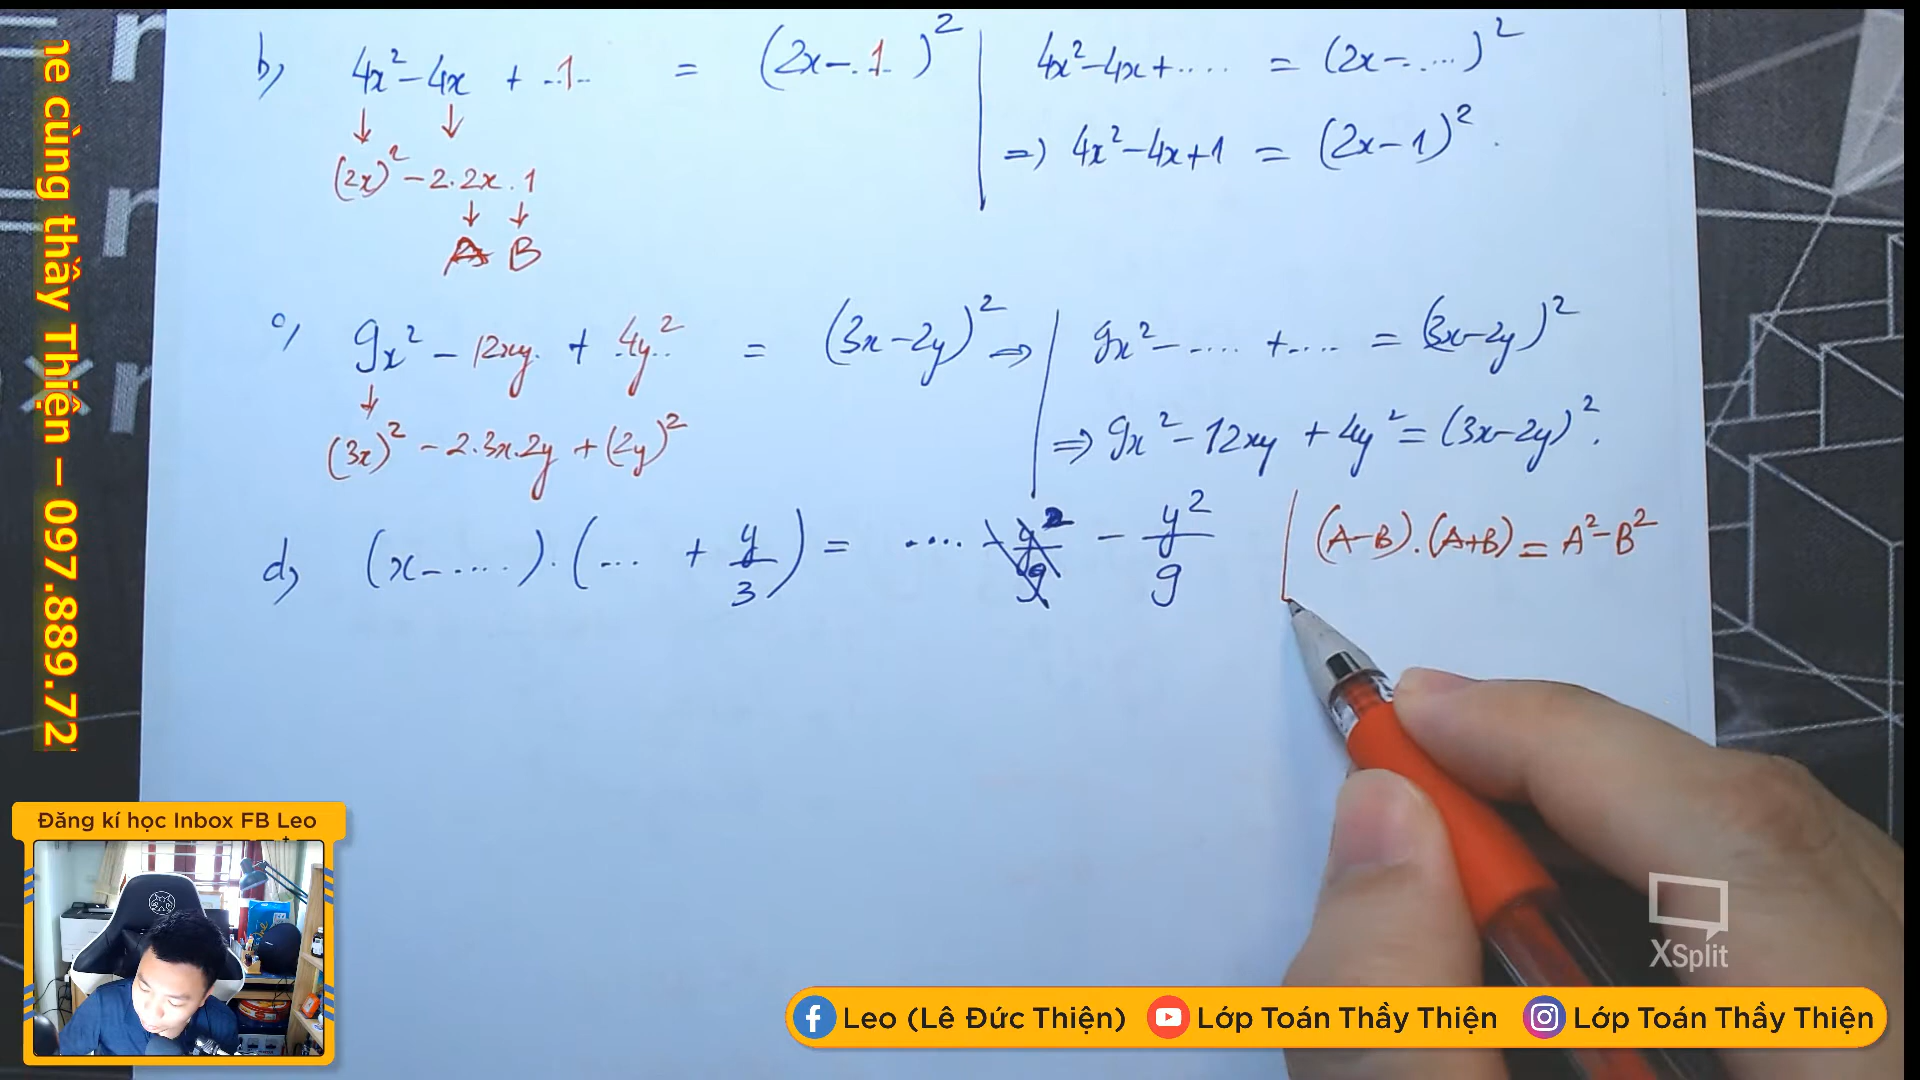 b) 4x² - 4x + ..1.. = (2x - ..1..)²
4x² - 4x + .... = (2x - ....)²
↓ ↓
=) 4x² - 4x + 1 = (2x - 1)².
(2x)² - 2.2x.1
↓ ↓
A B
c) 9x² - 12xy. + .4y².. = (3x - 2y)² =>
9x² - .... + .... = (3x - 2y)²
↓
(3x)² - 2.3x.2y + (2y)²
=> 9x² - 12xy + 4y² = (3x - 2y)².
d) (x - .....).(... + y/3) = .... - y²/9
(A-B).(A+B) = A² - B²
ne cùng thầy Thiện – 097.889.72
Đăng kí học Inbox FB Leo
XSplit
Leo (Lê Đức Thiện) Lớp Toán Thầy Thiện Lớp Toán Thầy Thiện